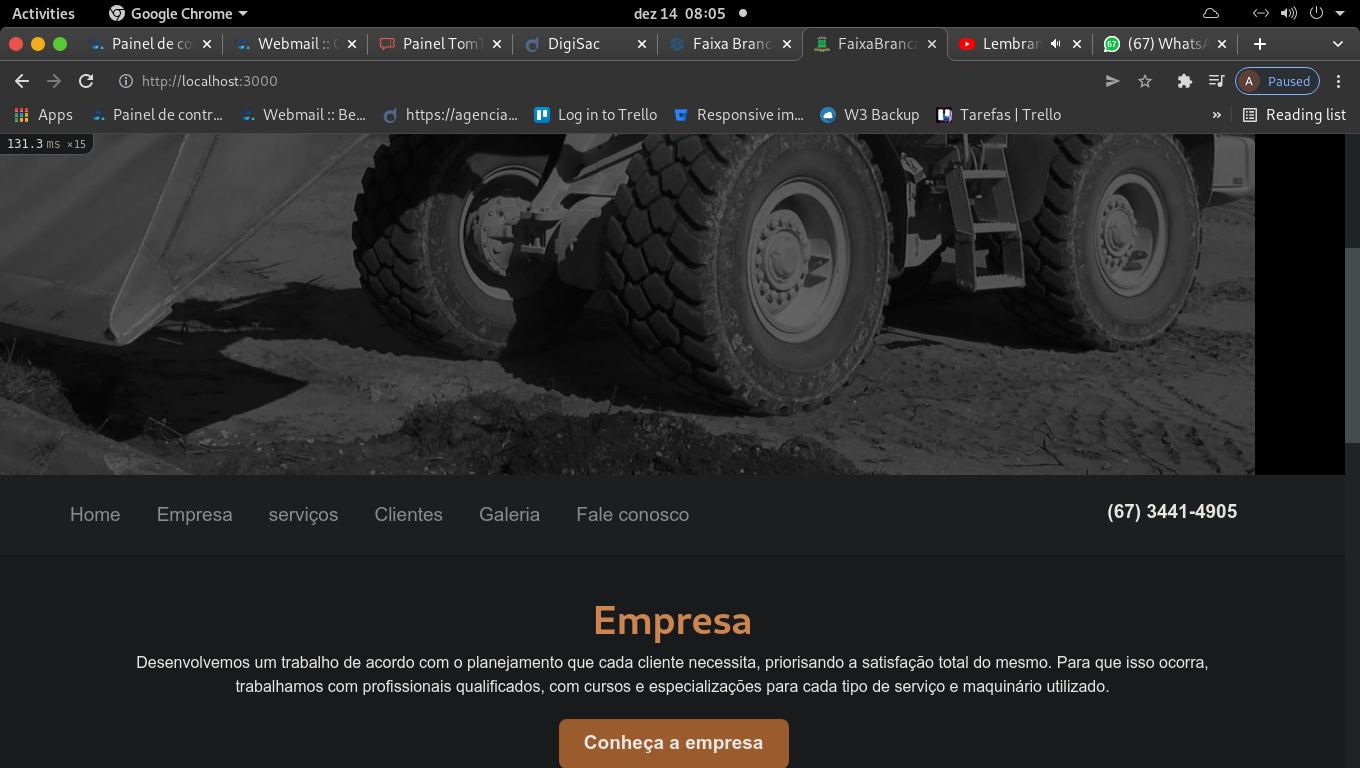 Activities Google Chrome dez 14 08:05
Painel de co Webmail :: Painel TomT DigiSac Faixa Branc FaixaBranca Lembran (67) WhatsA
http://localhost:3000 A Paused
Apps Painel de contr... Webmail :: Be... https://agencia... Log in to Trello Responsive im... W3 Backup Tarefas | Trello » Reading list
131.3 ms ×15
Home Empresa serviços Clientes Galeria Fale conosco (67) 3441-4905
Empresa
Desenvolvemos um trabalho de acordo com o planejamento que cada cliente necessita, priorisando a satisfação total do mesmo. Para que isso ocorra,
trabalhamos com profissionais qualificados, com cursos e especializações para cada tipo de serviço e maquinário utilizado.
Conheça a empresa